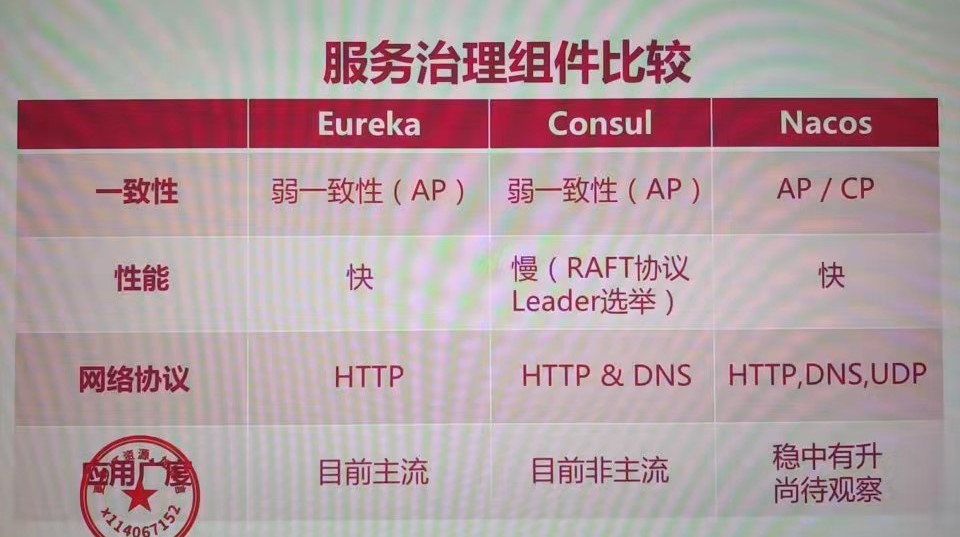 服务治理组件比较
Eureka Consul Nacos
一致性 弱一致性（AP） 弱一致性（AP） AP / CP
性能 快 慢（RAFT协议 快
Leader选举）
网络协议 HTTP HTTP & DNS HTTP,DNS,UDP
应用广度 目前主流 目前非主流 稳中有升
尚待观察
x114067152